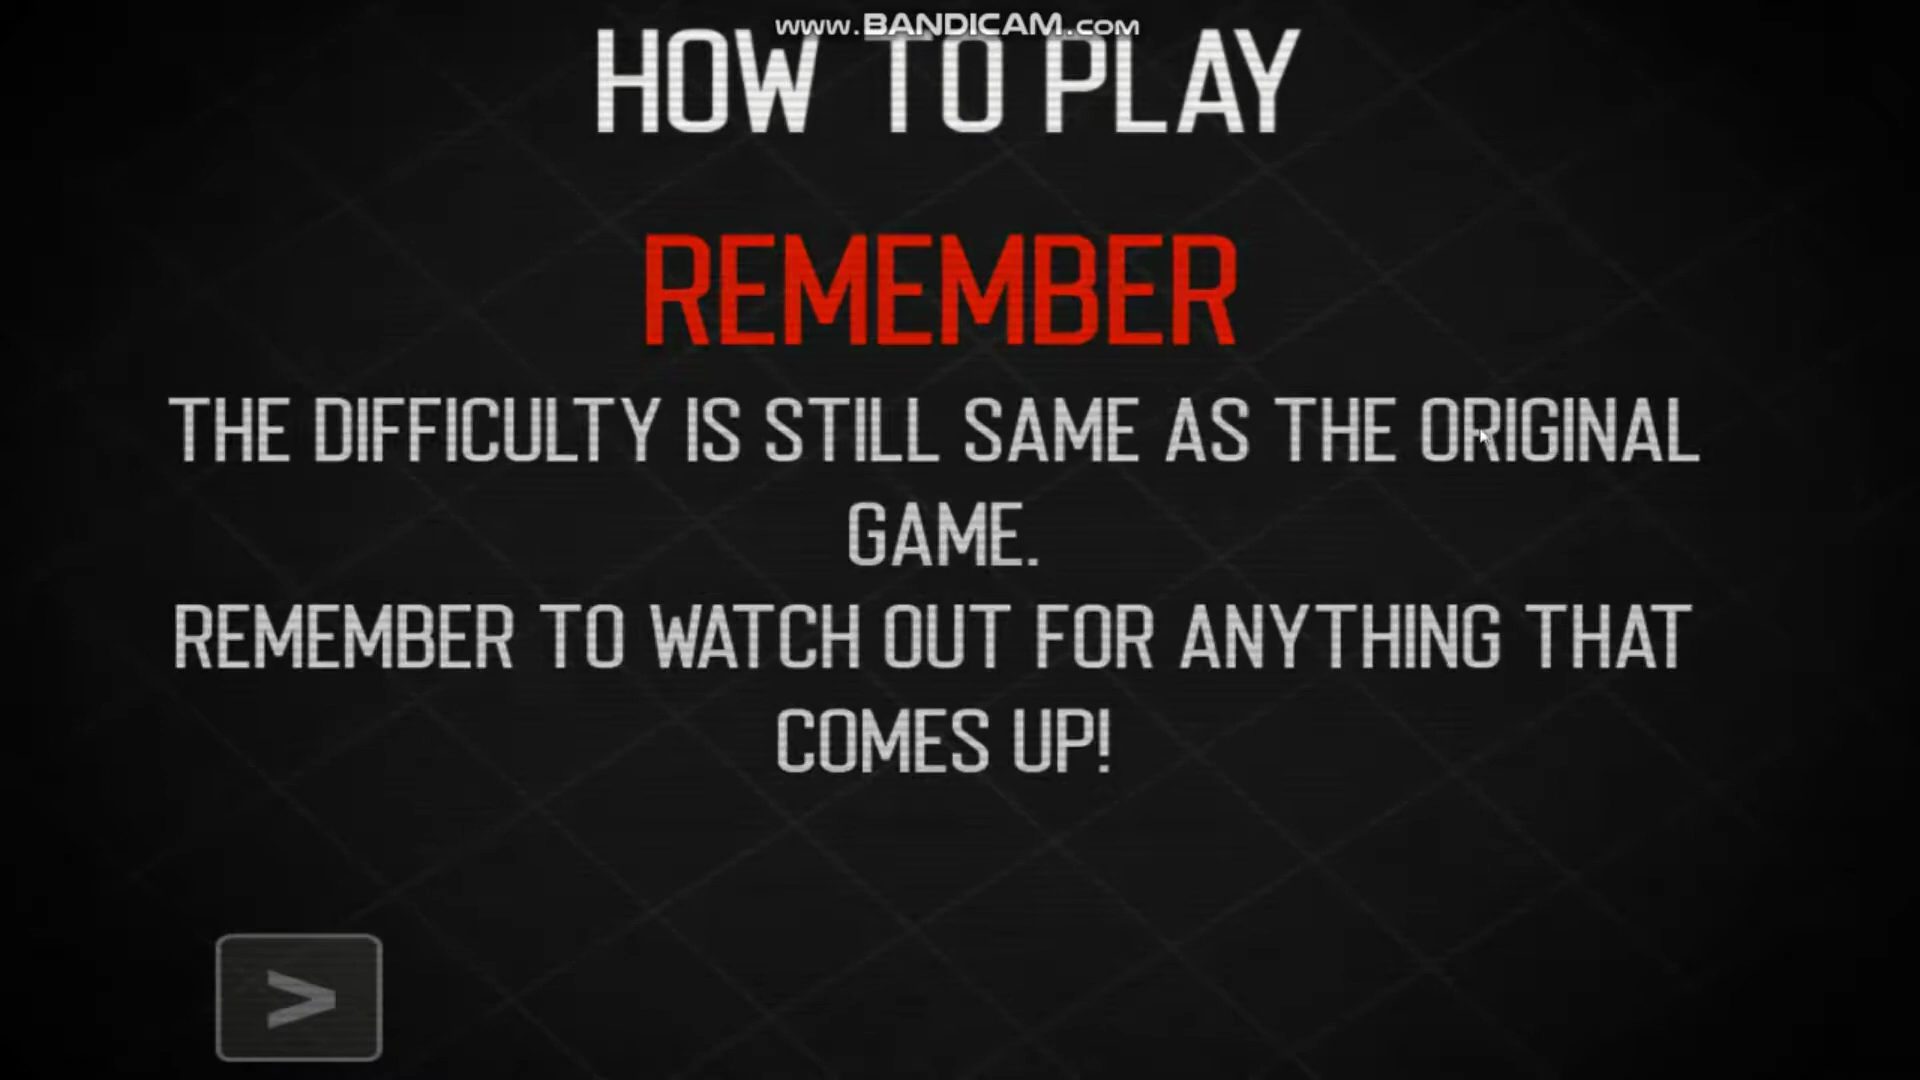 www.BANDICAM.com
HOW TO PLAY
REMEMBER
THE DIFFICULTY IS STILL SAME AS THE ORIGINAL
GAME.
REMEMBER TO WATCH OUT FOR ANYTHING THAT
COMES UP!
>